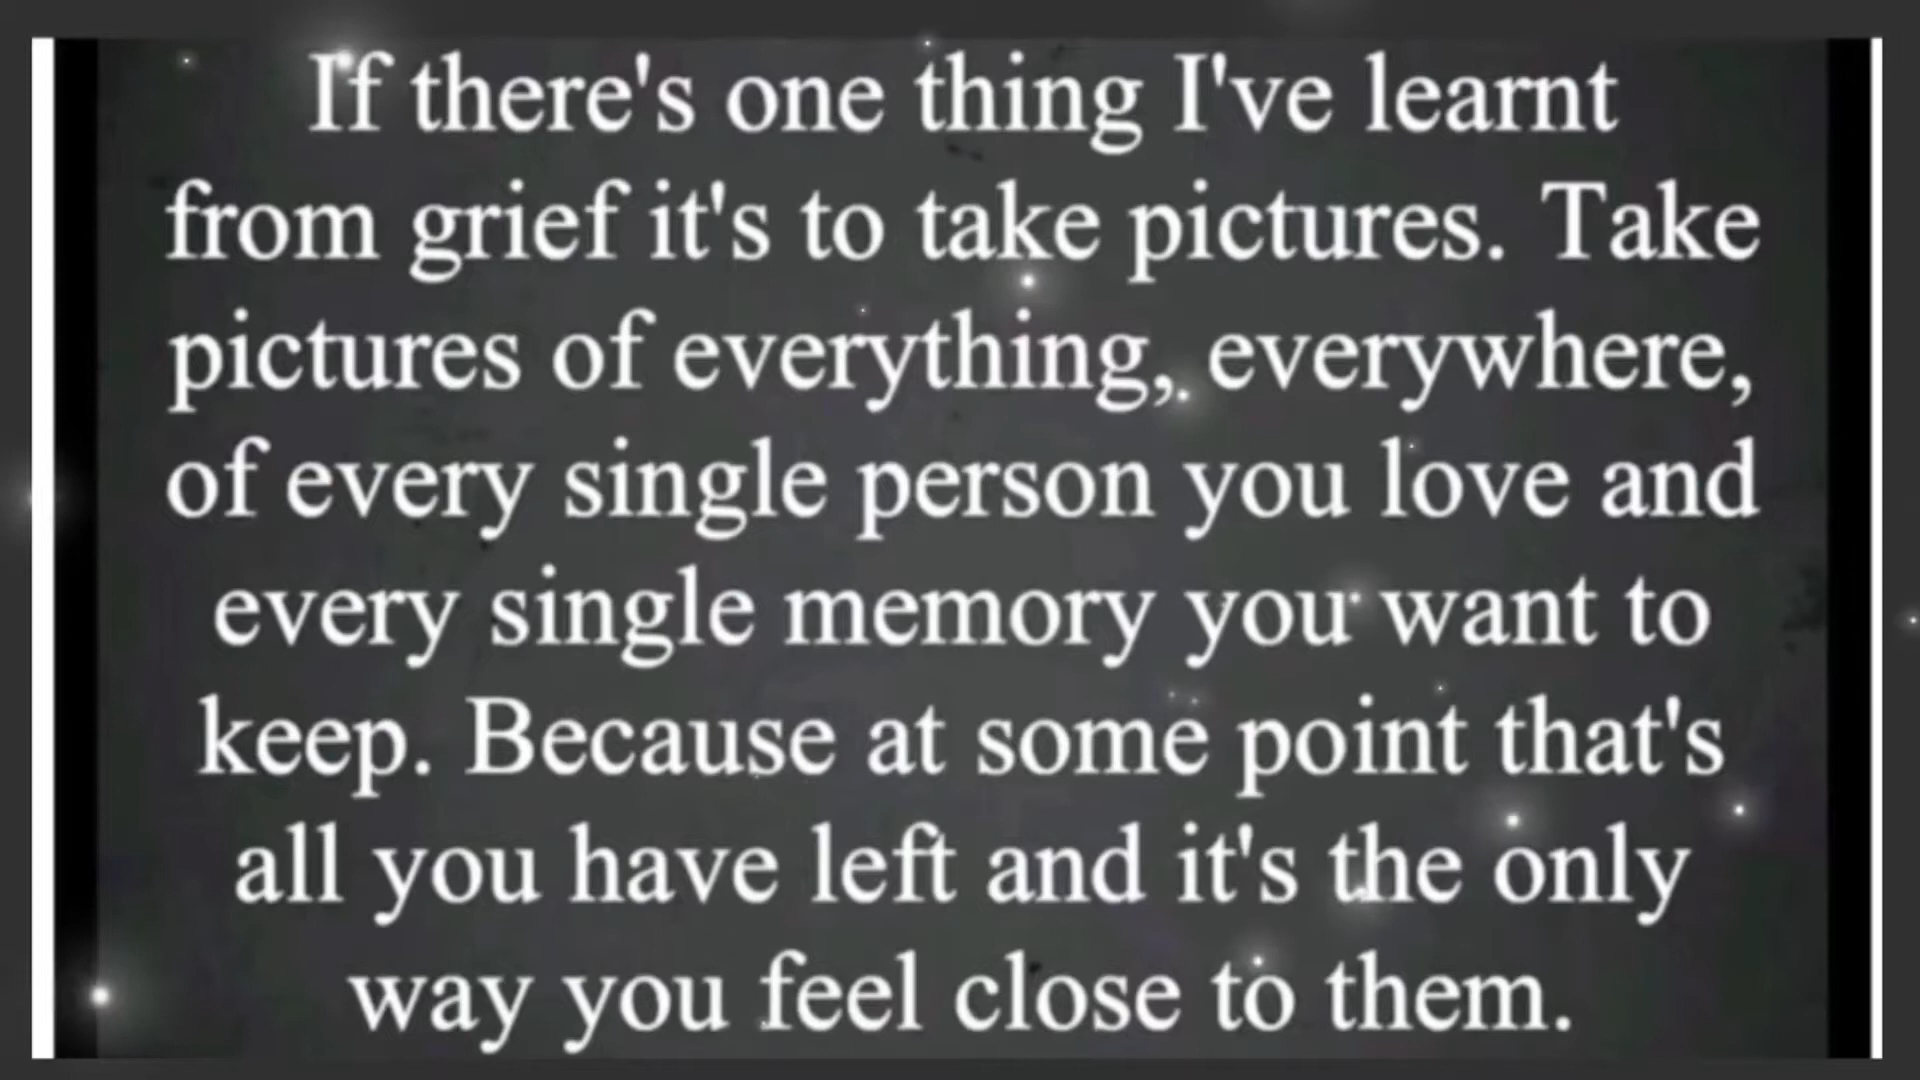 If there's one thing I've learnt
from grief it's to take pictures. Take
pictures of everything, everywhere,
of every single person you love and
every single memory you want to
keep. Because at some point that's
all you have left and it's the only
way you feel close to them.